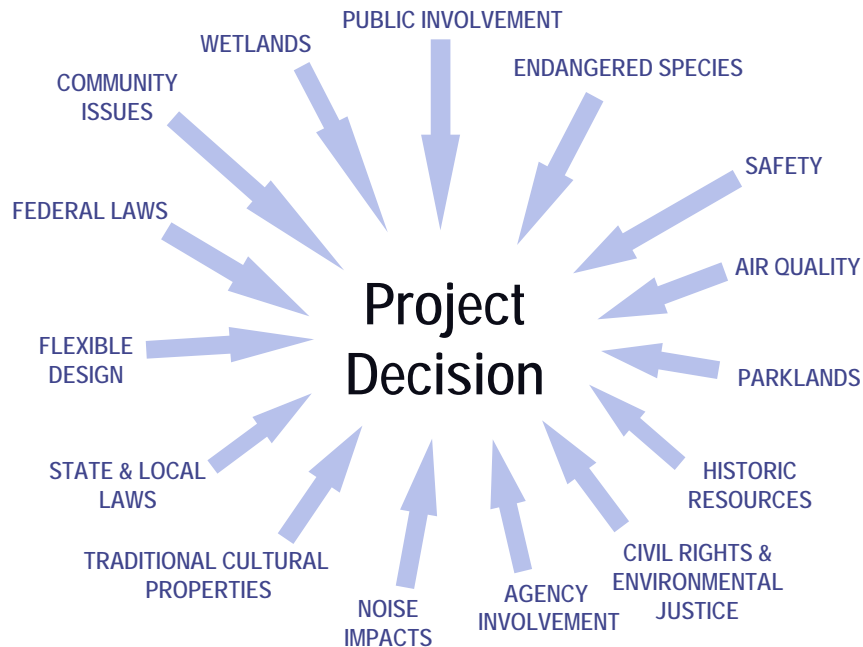 PUBLIC INVOLVEMENT
WETLANDS
ENDANGERED SPECIES
COMMUNITY
ISSUES
SAFETY
FEDERAL LAWS
AIR QUALITY
Project
Decision
FLEXIBLE
DESIGN
PARKLANDS
STATE & LOCAL
LAWS
HISTORIC
RESOURCES
TRADITIONAL CULTURAL
PROPERTIES
CIVIL RIGHTS &
ENVIRONMENTAL
JUSTICE
NOISE
IMPACTS
AGENCY
INVOLVEMENT